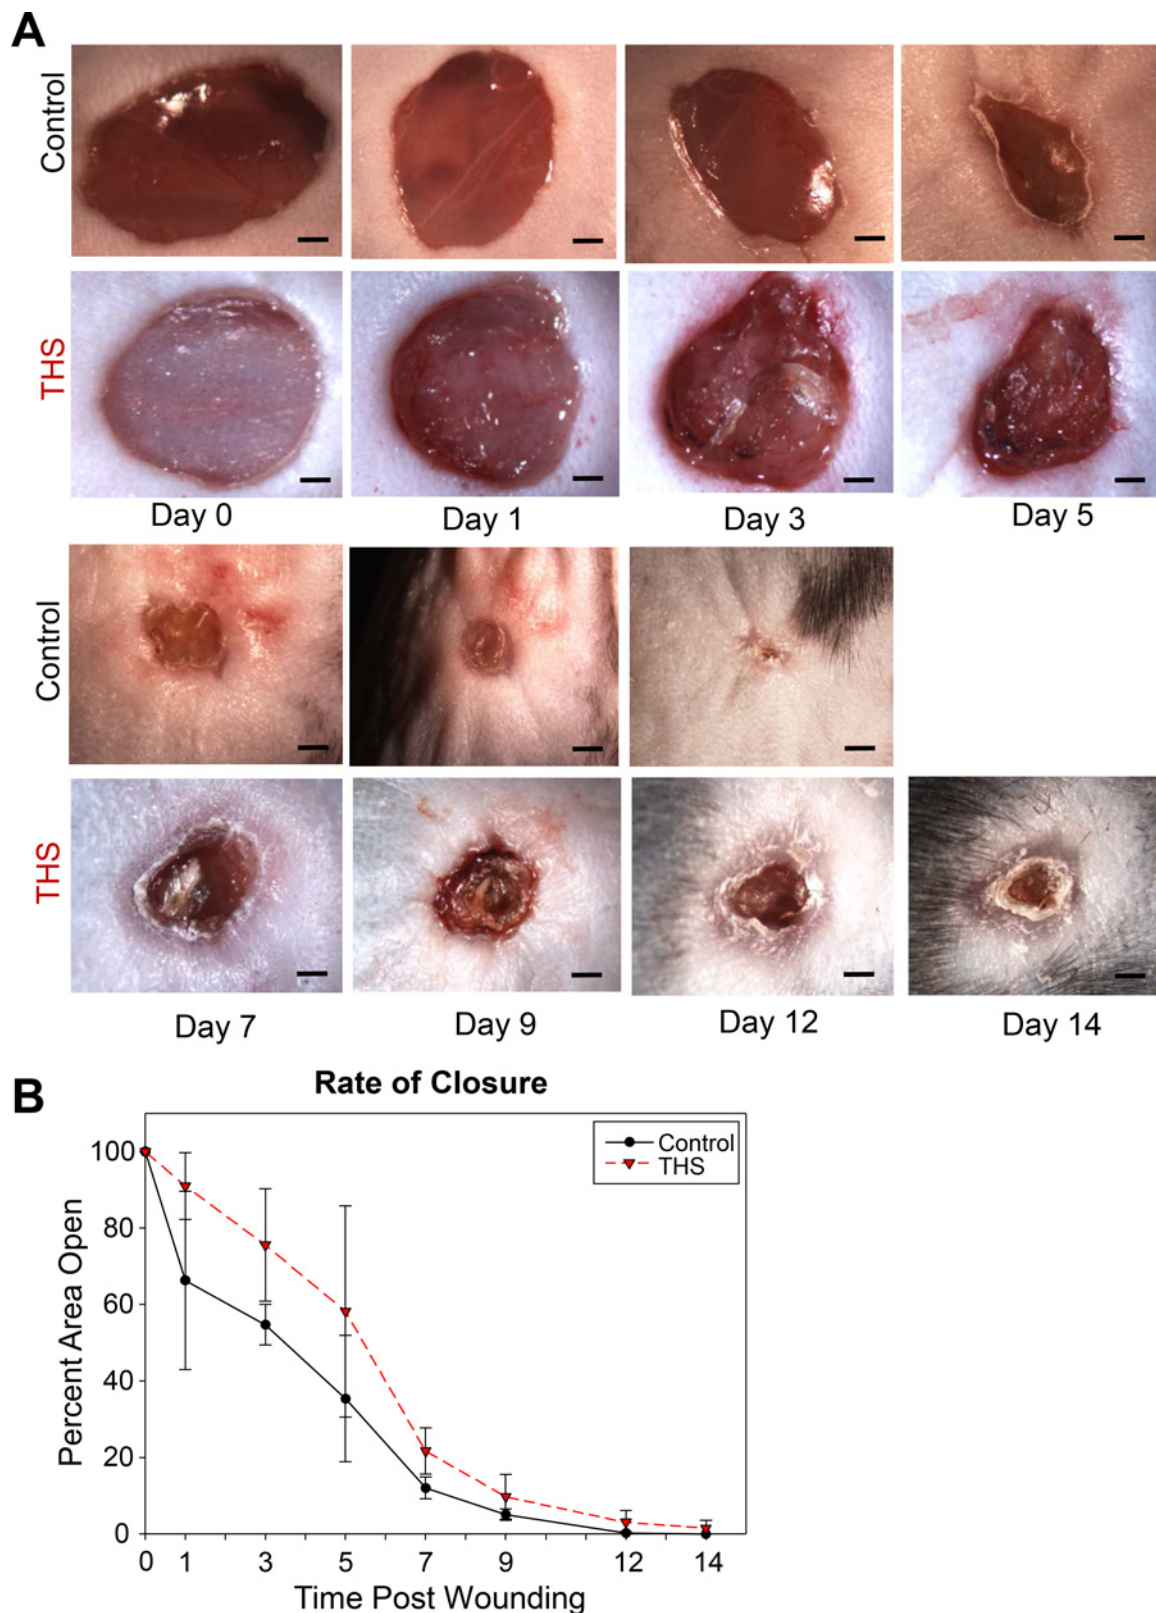 A
Control
THS
Day 0
Day 1
Day 3
Day 5
Control
THS
Day 7
Day 9
Day 12
Day 14
B
Rate of Closure
Control
THS
Percent Area Open
100
80
60
40
20
0
0 1 3 5 7 9 12 14
Time Post Wounding